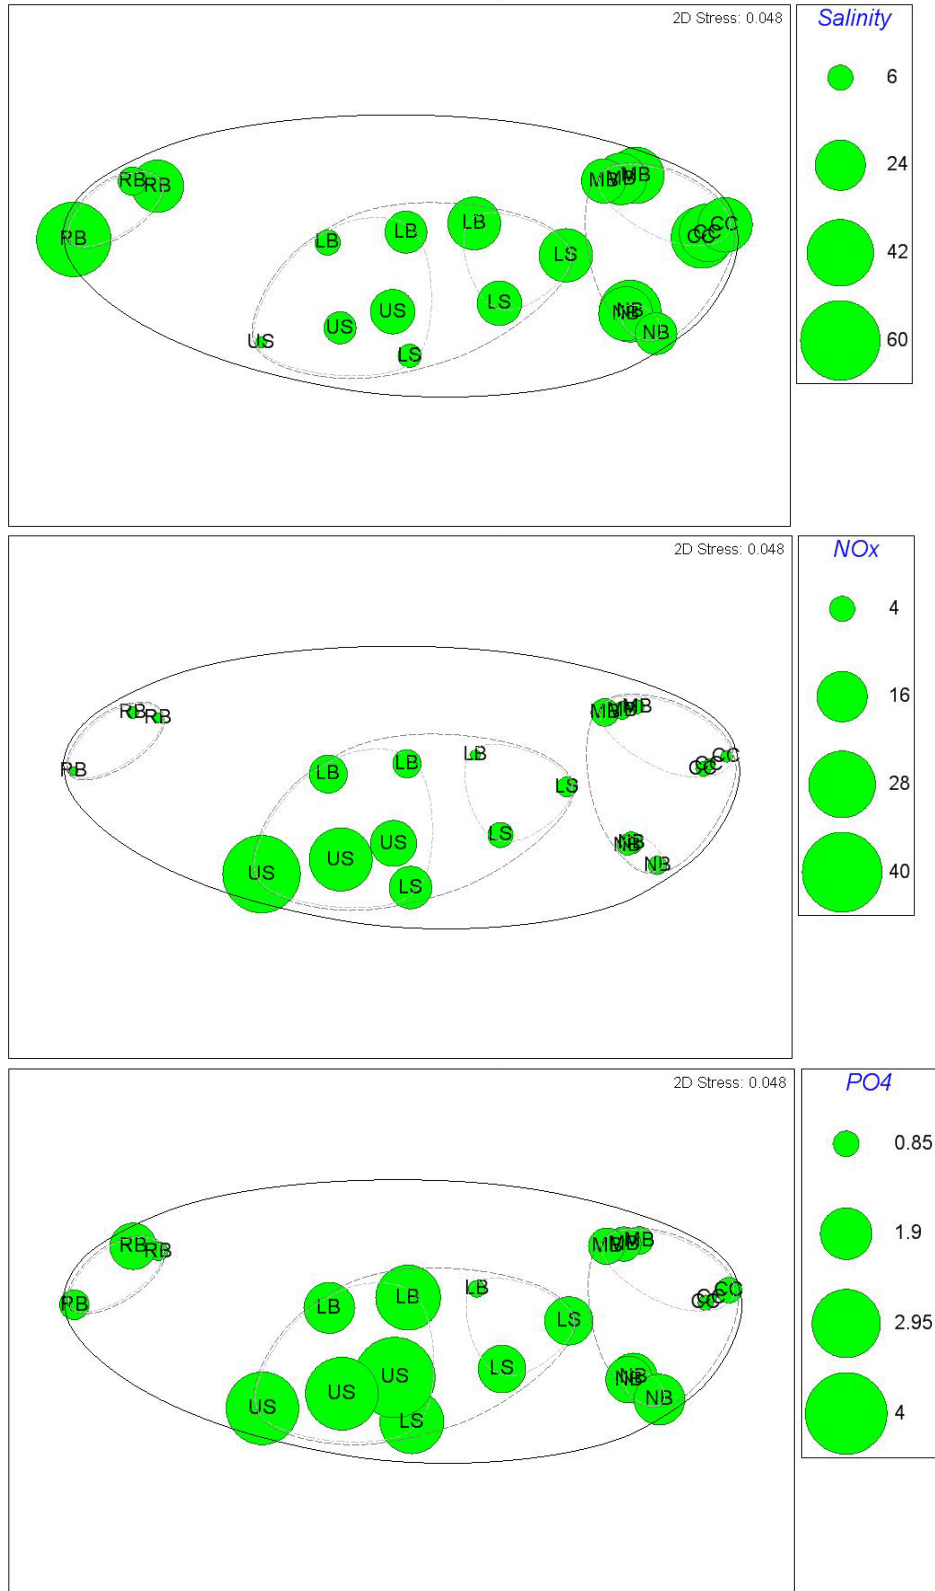 2D Stress: 0.048
Salinity
6
24
42
60
RB
RB
RB
LB
LB
LB
LS
LS
LS
US
US
US
MB
MB
MB
CC
CC
CC
NB
NB
NB
2D Stress: 0.048
NOx
4
16
28
40
RB
RB
RB
LB
LB
LB
LS
LS
LS
US
US
US
MB
MB
MB
CC
CC
CC
NB
NB
NB
2D Stress: 0.048
PO4
0.85
1.9
2.95
4
RB
RB
RB
LB
LB
LB
LS
LS
LS
US
US
US
MB
MB
MB
CC
CC
CC
NB
NB
NB